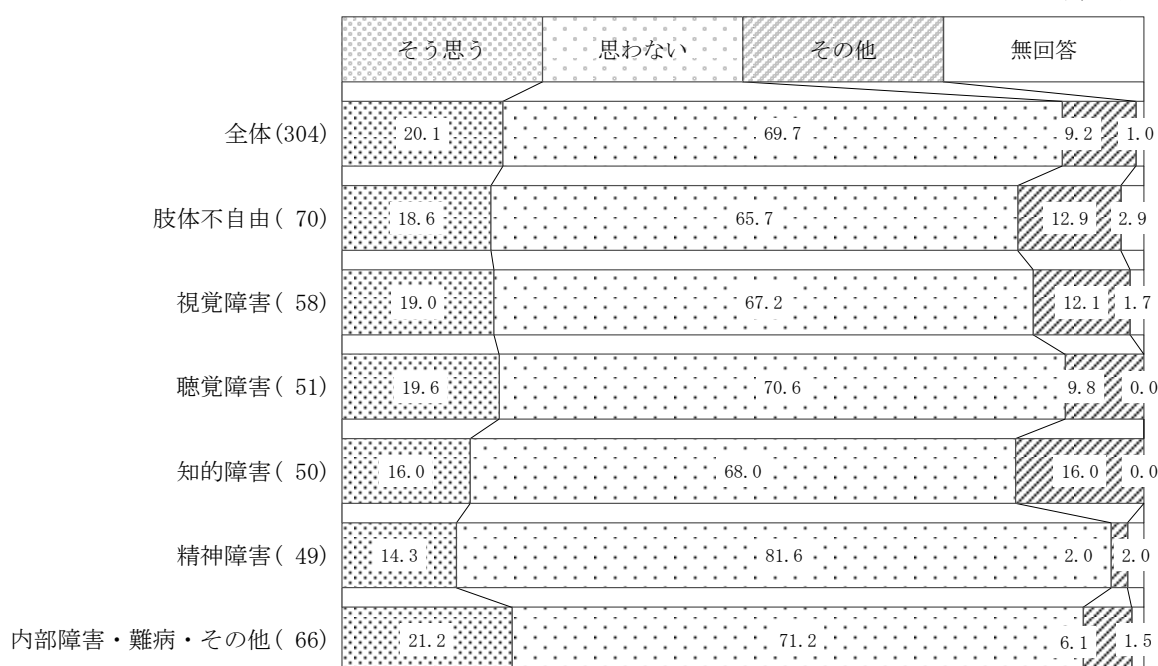 そう思う 思わない その他 無回答
全体(304) 20.1 69.7 9.2 1.0
肢体不自由( 70) 18.6 65.7 12.9 2.9
視覚障害( 58) 19.0 67.2 12.1 1.7
聴覚障害( 51) 19.6 70.6 9.8 0.0
知的障害( 50) 16.0 68.0 16.0 0.0
精神障害( 49) 14.3 81.6 2.0 2.0
内部障害・難病・その他( 66) 21.2 71.2 6.1 1.5